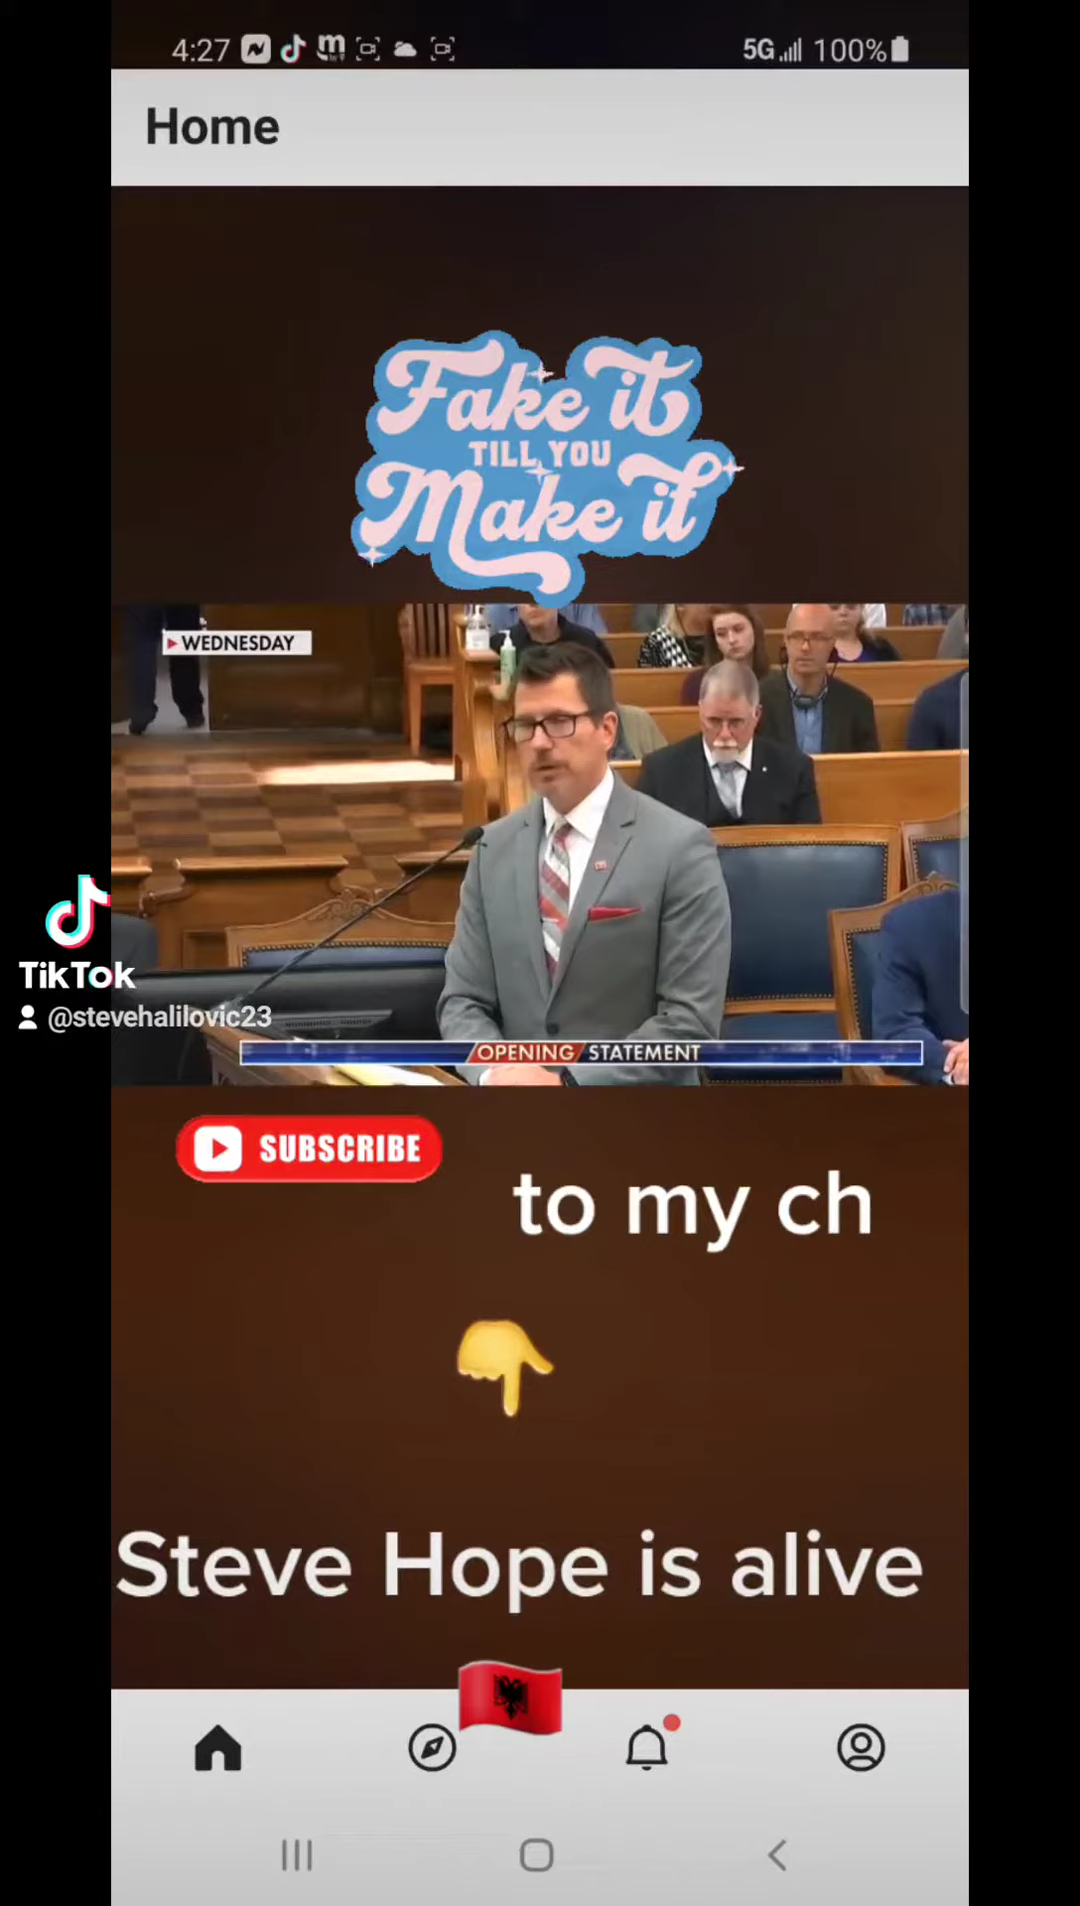 4:27
5G 100%
Home
Fake it
TILL YOU
Make it
WEDNESDAY
TikTok
@stevehalilovic23
OPENING STATEMENT
SUBSCRIBE
to my ch
Steve Hope is alive